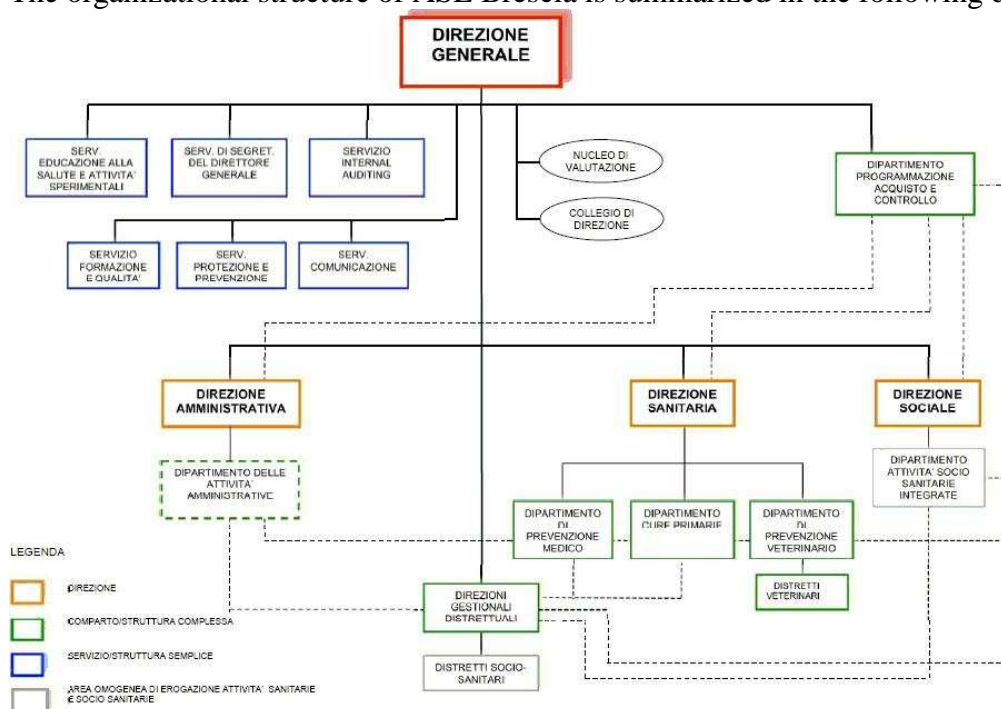 The organizational structure of ASL Brescia is summarized in the following
DIREZIONE
GENERALE
SERV.
EDUCAZIONE ALLA
SALUTE E ATTIVITA'
SPERIMENTALI
SERV. DI SEGRET.
DEL DIRETTORE
GENERALE
SERVIZIO
INTERNAL
AUDITING
NUCLEO DI
VALUTAZIONE
COLLEGIO DI
DIREZIONE
DIPARTIMENTO
PROGRAMMAZIONE
ACQUISTO E
CONTROLLO
SERVIZIO
FORMAZIONE
E QUALITA'
SERV.
PROTEZIONE E
PREVENZIONE
SERV.
COMUNICAZIONE
DIREZIONE
AMMINISTRATIVA
DIREZIONE
SANITARIA
DIREZIONE
SOCIALE
DIPARTIMENTO DELLE
ATTIVITA'
AMMINISTRATIVE
DIPARTIMENTO
ATTIVITA' SOCIO
SANITARIE
INTEGRATE
DIPARTIMENTO
DI
PREVENZIONE
MEDICO
DIPARTIMENTO
CURE PRIMARIE
DIPARTIMENTO
DI
PREVENZIONE
VETERINARIO
DISTRETTI
VETERINARI
DIREZIONI
GESTIONALI
DISTRETTUALI
DISTRETTI SOCIO-
SANITARI
LEGENDA
DIREZIONE
COMPARTO/STRUTTURA COMPLESSA
SERVIZIO/STRUTTURA SEMPLICE
AREA OMOGENEA DI EROGAZIONE ATTIVITA' SANITARIE
E SOCIO SANITARIE